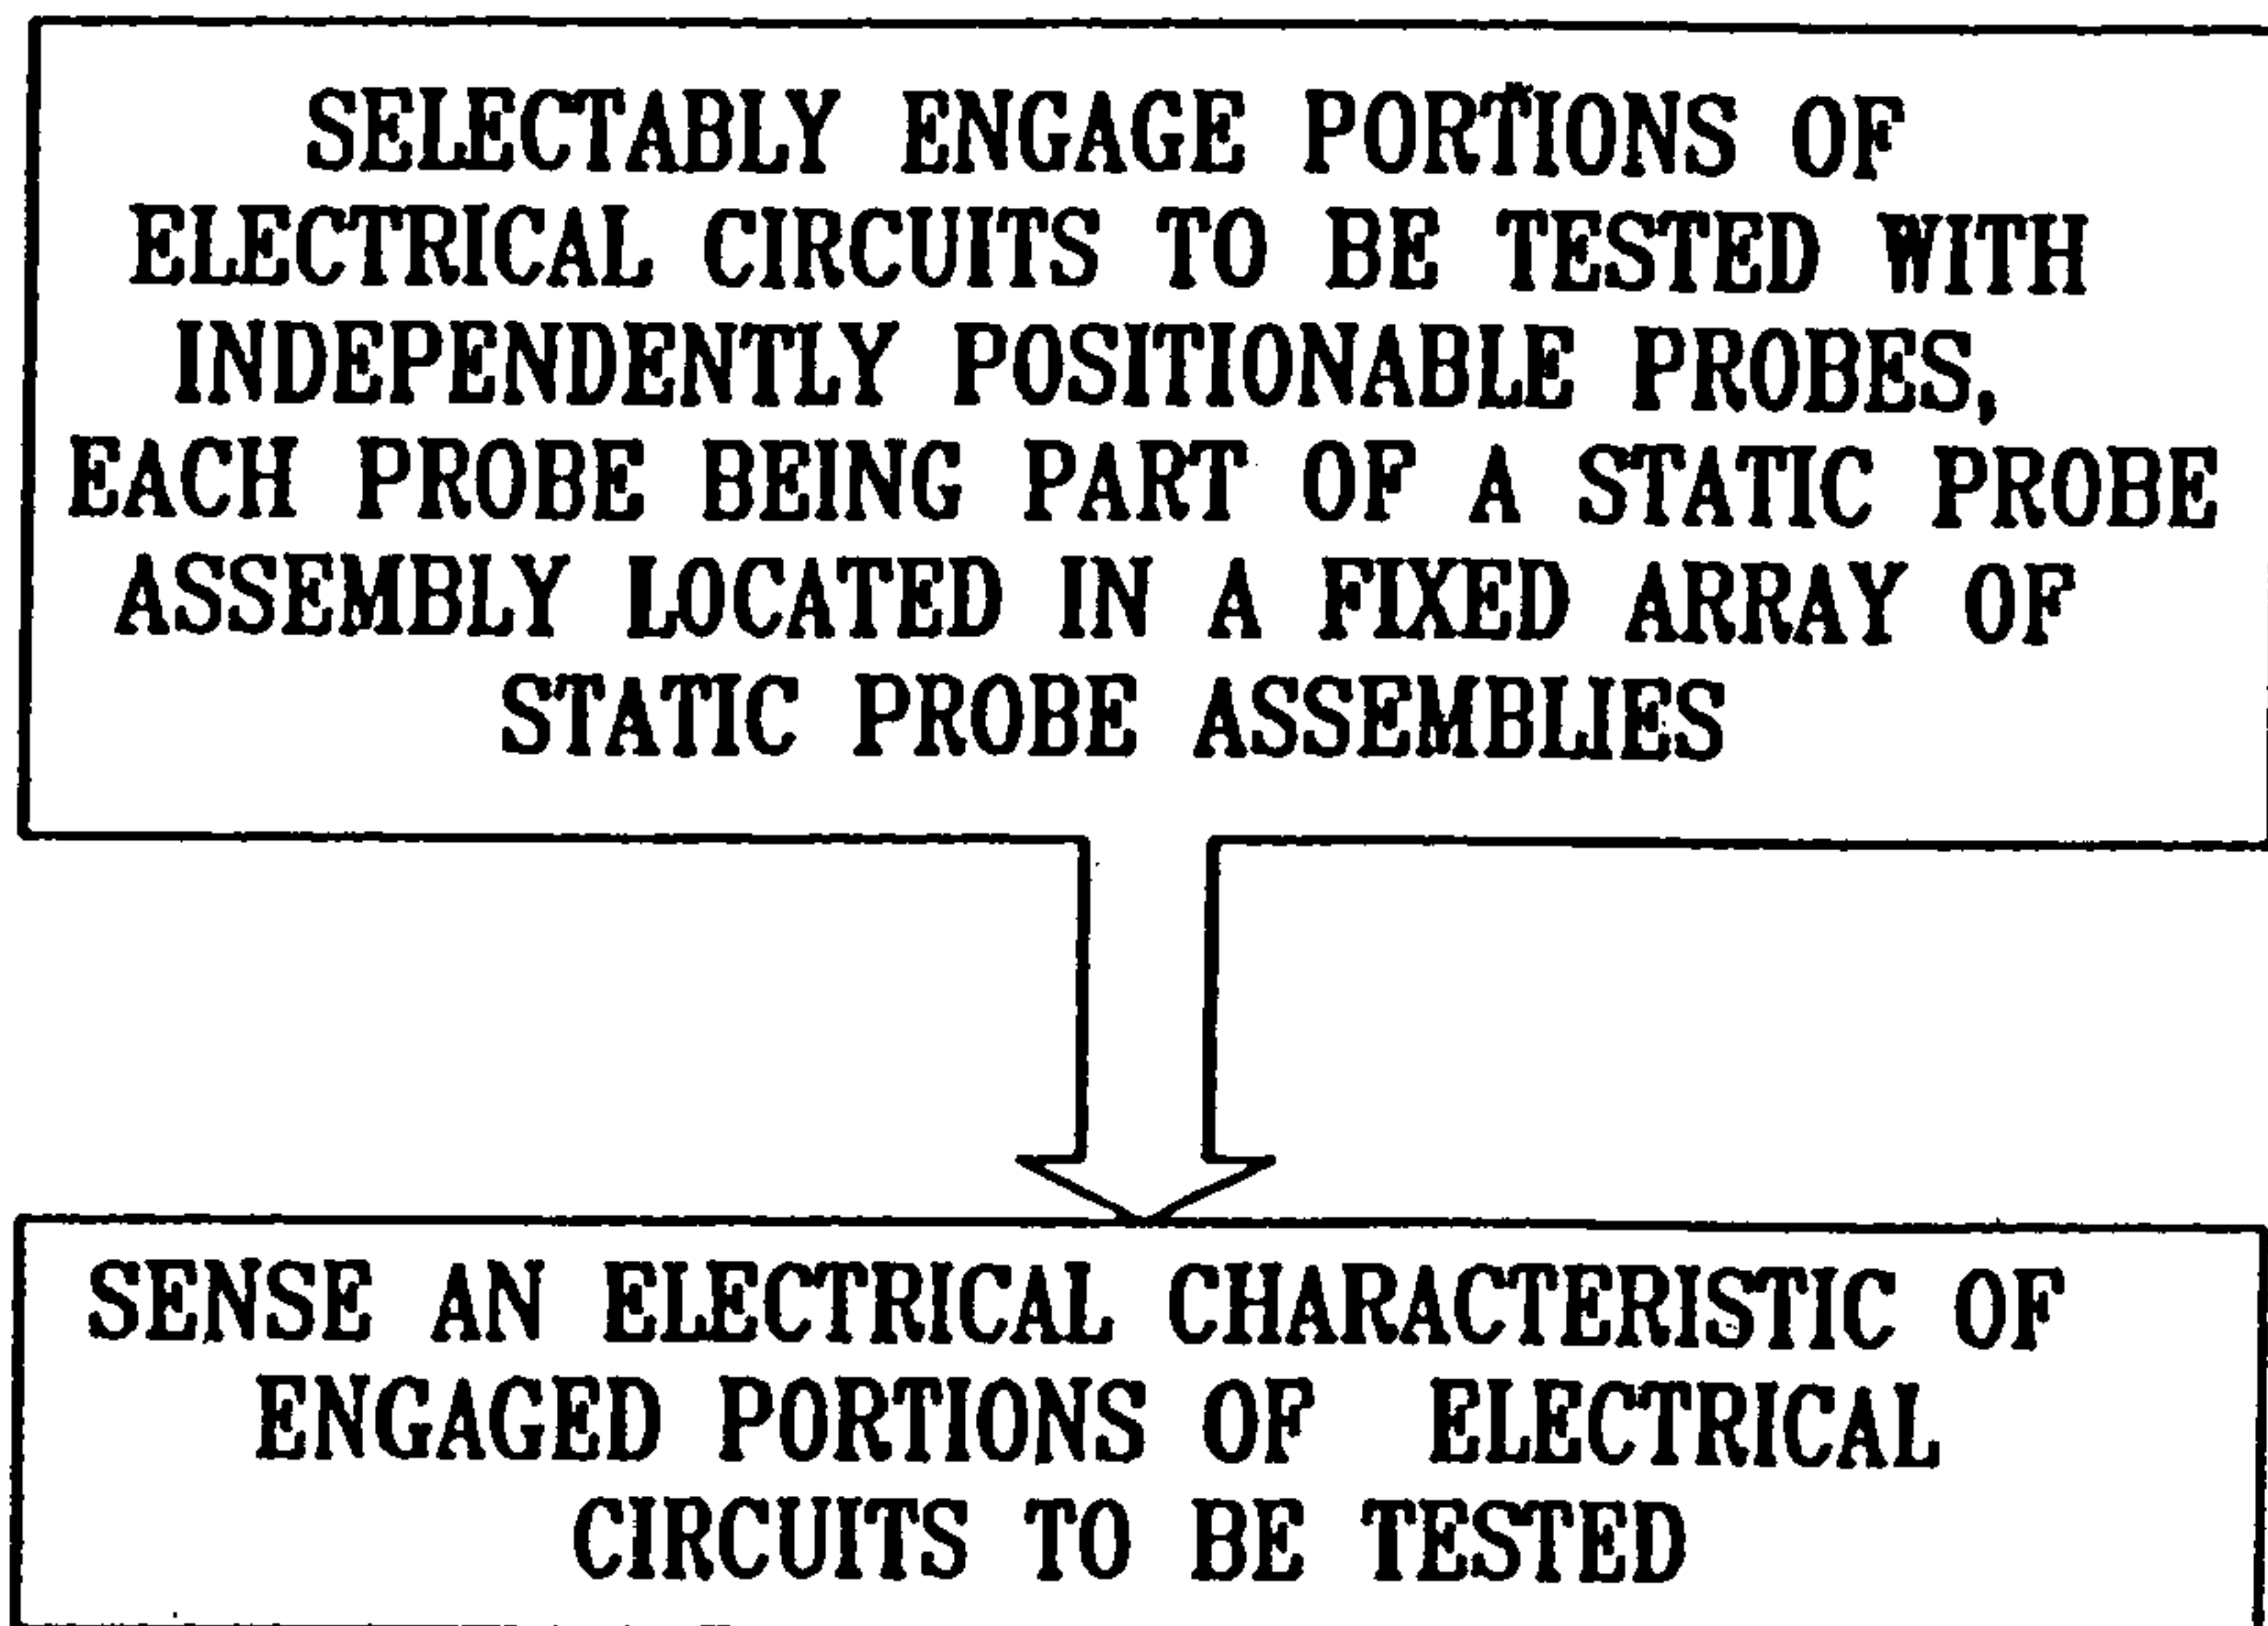 SELECTABLY ENGAGE PORTIONS OF
ELECTRICAL CIRCUITS TO BE TESTED WITH
INDEPENDENTLY POSITIONABLE PROBES,
EACH PROBE BEING PART OF A STATIC PROBE
ASSEMBLY LOCATED IN A FIXED ARRAY OF
STATIC PROBE ASSEMBLIES
SENSE AN ELECTRICAL CHARACTERISTIC OF
ENGAGED PORTIONS OF ELECTRICAL
CIRCUITS TO BE TESTED